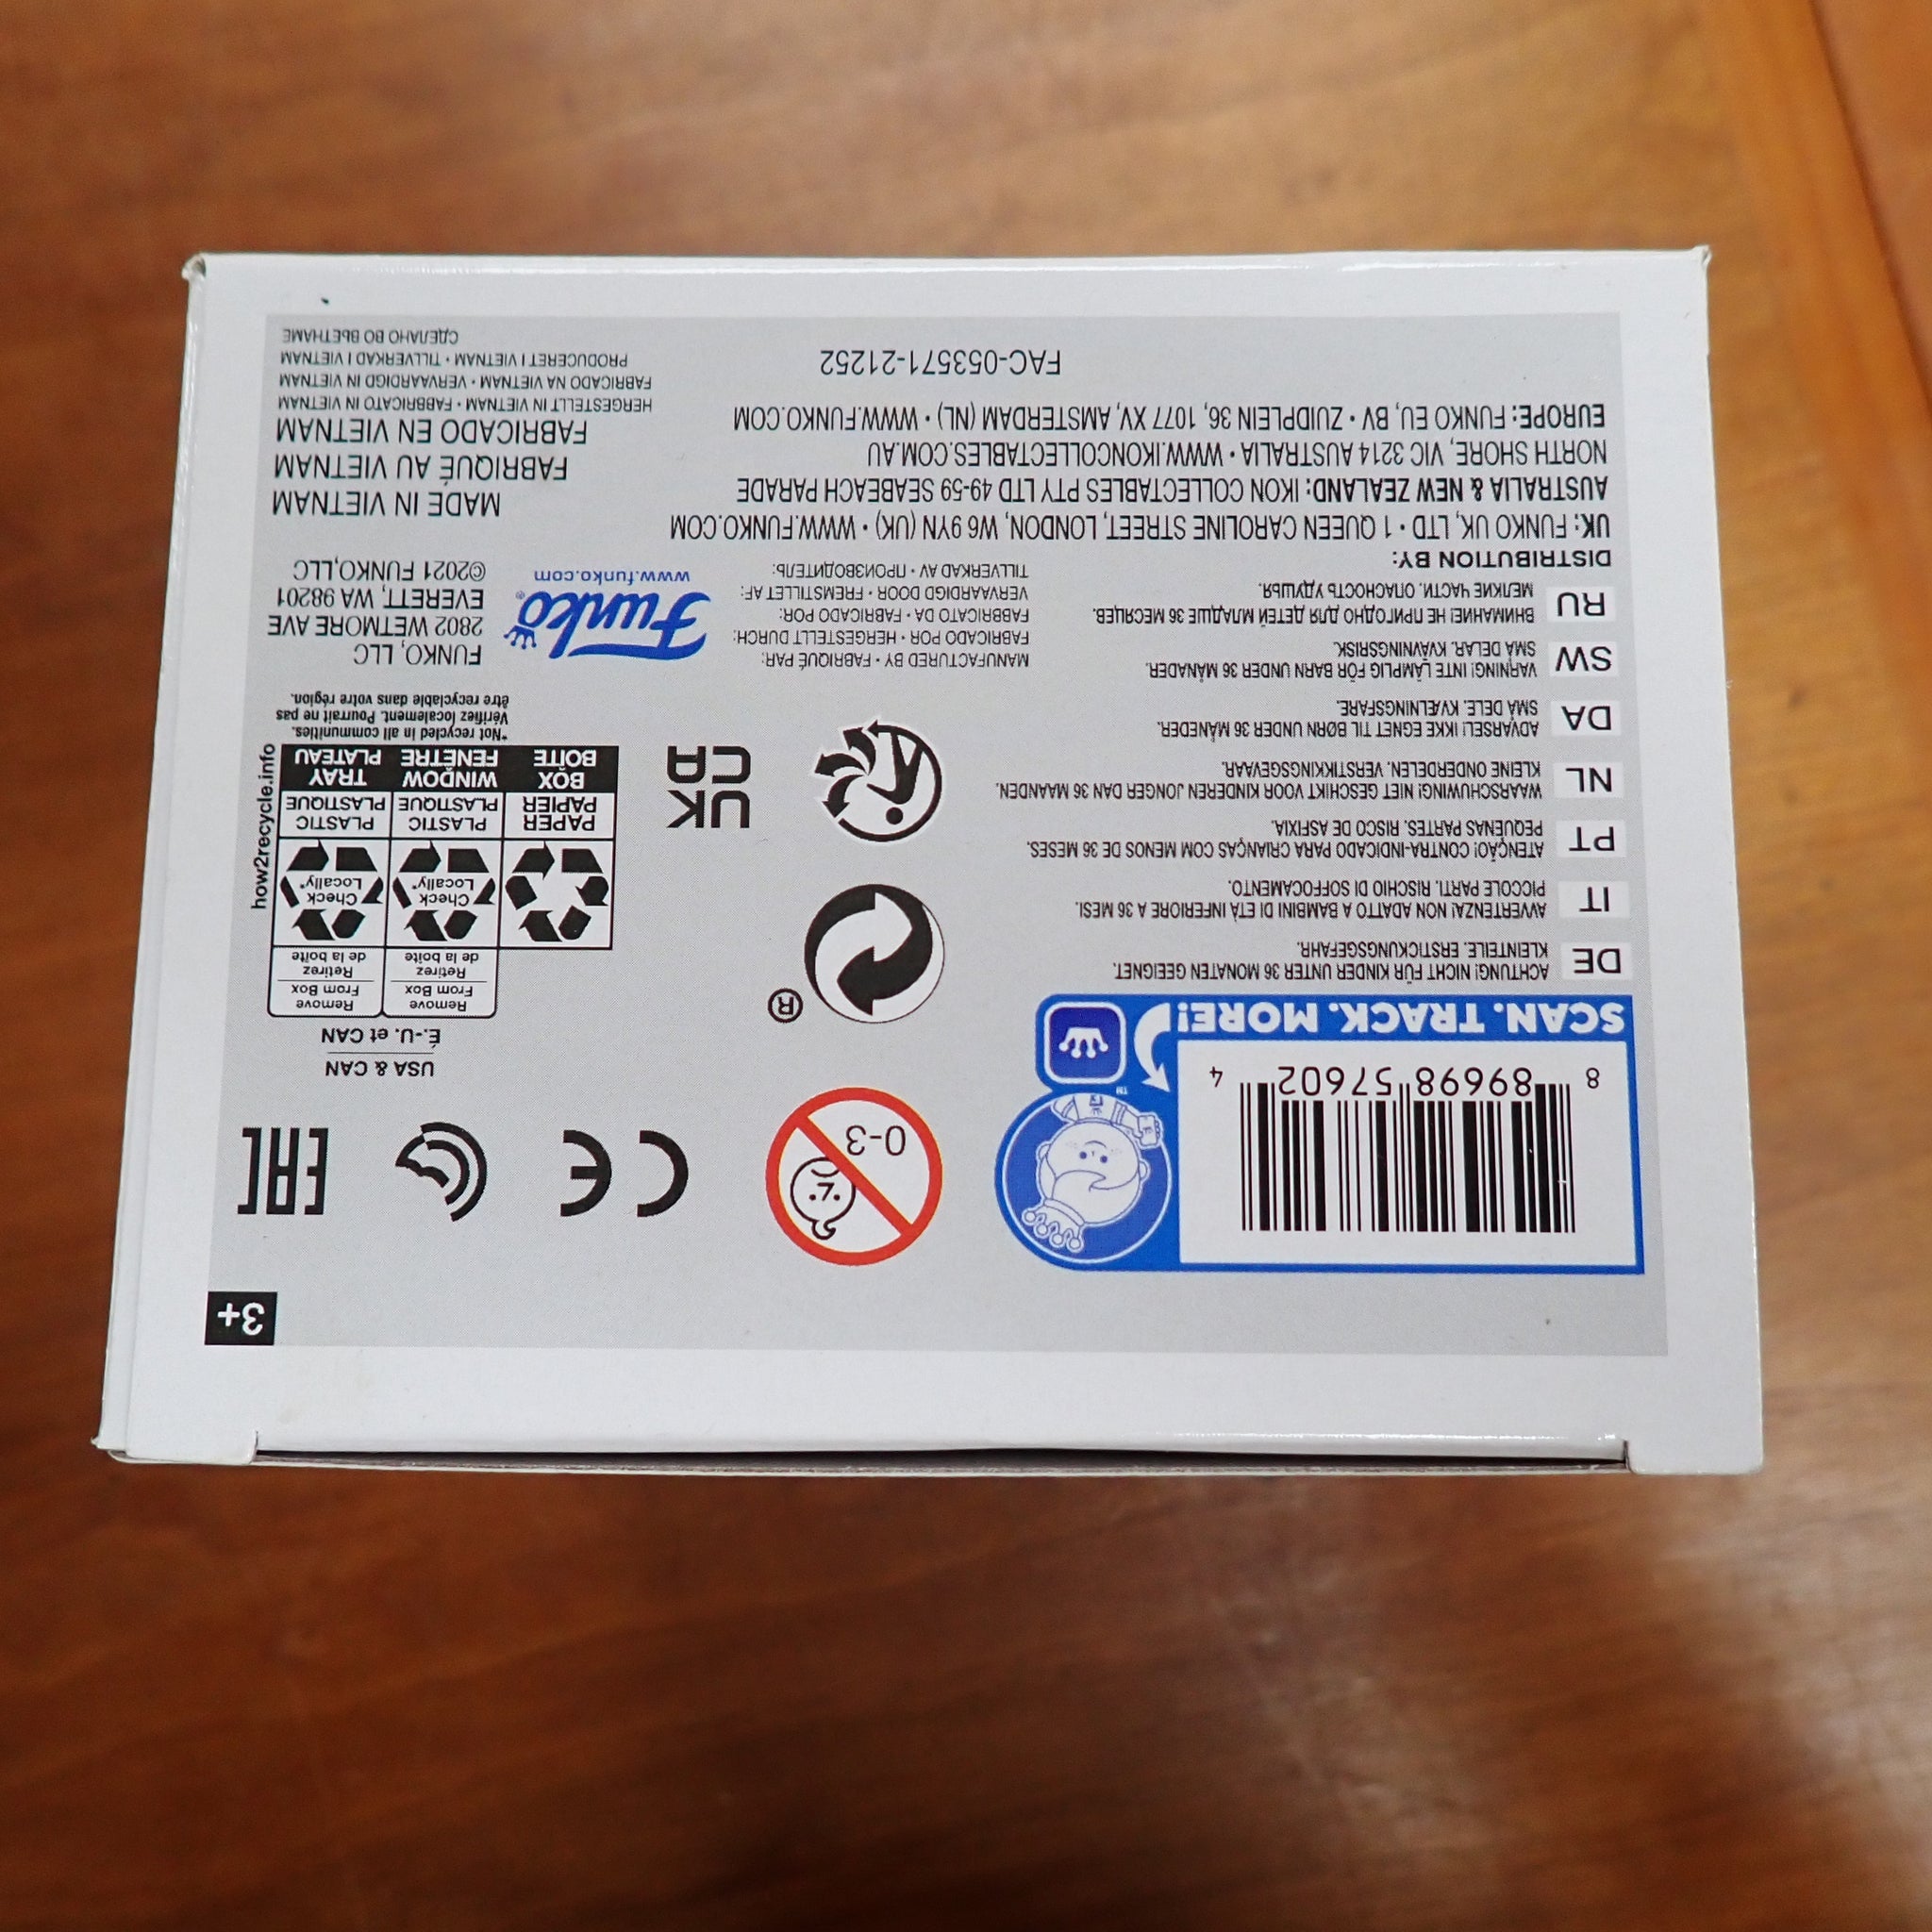 3+
8 89698 57602 4
SCAN. TRACK. MORE!
TM
0-3
CE
EAC
USA & CAN
É.-U. et CAN
Remove
From Box
Retirez
de la boîte
Remove
From Box
Retirez
de la boîte
Check
Locally*
Check
Locally*
PAPER
PAPIER
PLASTIC
PLASTIQUE
PLASTIC
PLASTIQUE
BOX
BOÎTE
WINDOW
FENÊTRE
TRAY
PLATEAU
how2recycle.info
*Not recycled in all communities.
Vérifiez localement. Pourrait ne pas
être recyclable dans votre région.
®
UK
CA
DE ACHTUNG! NICHT FÜR KINDER UNTER 36 MONATEN GEEIGNET.
KLEINTEILE. ERSTICKUNGSGEFAHR.
IT AVVERTENZA! NON ADATTO A BAMBINI DI ETÀ INFERIORE A 36 MESI.
PICCOLE PARTI. RISCHIO DI SOFFOCAMENTO.
PT ATENÇÃO! CONTRA-INDICADO PARA CRIANÇAS COM MENOS DE 36 MESES.
PEQUENAS PARTES. RISCO DE ASFIXIA.
NL WAARSCHUWING! NIET GESCHIKT VOOR KINDEREN JONGER DAN 36 MAANDEN.
KLEINE ONDERDELEN. VERSTIKKINGSGEVAAR.
DA ADVARSEL! IKKE EGNET TIL BØRN UNDER 36 MÅNEDER.
SMÅ DELE. KVÆLNINGSFARE.
SW VARNING! INTE LÄMPLIG FÖR BARN UNDER 36 MÅNADER.
SMÅ DELAR. KVÄVNINGSRISK.
RU ВНИМАНИЕ! НЕ ПРИГОДНО ДЛЯ ДЕТЕЙ МЛАДШЕ 36 МЕСЯЦЕВ.
МЕЛКИЕ ЧАСТИ. ОПАСНОСТЬ УДУШЬЯ.
MANUFACTURED BY • FABRIQUÉ PAR:
FABRICADO POR • HERGESTELLT DURCH:
FABBRICATO DA • FABRICADO POR:
VERVAARDIGD DOOR • FREMSTILLET AF:
TILLVERKAD AV • ПРОИЗВОДИТЕЛЬ:
Funko®
www.funko.com
FUNKO, LLC
2802 WETMORE AVE
EVERETT, WA 98201
©2021 FUNKO,LLC
DISTRIBUTION BY:
UK: FUNKO UK, LTD • 1 QUEEN CAROLINE STREET, LONDON, W6 9YN (UK) • WWW.FUNKO.COM
AUSTRALIA & NEW ZEALAND: IKON COLLECTABLES PTY LTD 49-59 SEABEACH PARADE
NORTH SHORE, VIC 3214 AUSTRALIA • WWW.IKONCOLLECTABLES.COM.AU
EUROPE: FUNKO EU, BV • ZUIDPLEIN 36, 1077 XV, AMSTERDAM (NL) • WWW.FUNKO.COM
FAC-053571-21252
MADE IN VIETNAM
FABRIQUÉ AU VIETNAM
FABRICADO EN VIETNAM
HERGESTELLT IN VIETNAM • FABBRICATO IN VIETNAM
FABRICADO NA VIETNAM • VERVAARDIGD IN VIETNAM
PRODUCERET I VIETNAM • TILLVERKAD I VIETNAM
СДЕЛАНО ВО ВЬЕТНАМЕ